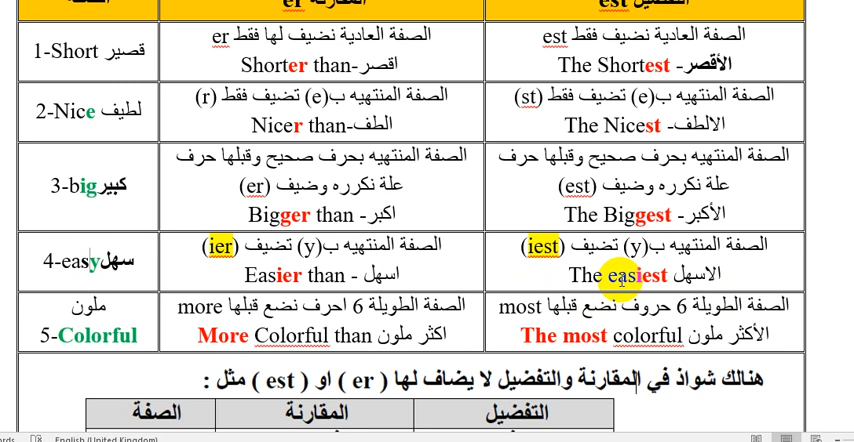 الصفة المقارنة er التفضيل est
1-Short قصير
الصفة العادية نضيف لها فقط er
Shorter than-اقصر
الصفة العادية نضيف فقط est
The Shortest -الأقصر
2-Nice لطيف
الصفة المنتهيه ب(e) تضيف فقط (r)
Nicer than-الطف
الصفة المنتهيه ب(e) تضيف فقط (st)
The Nicest -الالطف
3-bigكبير
الصفة المنتهيه بحرف صحيح وقبلها حرف
علة نكرره وضيف (er)
Bigger than -اكبر
الصفة المنتهيه بحرف صحيح وقبلها حرف
علة نكرره وضيف (est)
The Biggest -الأكبر
4-easyسهل
الصفة المنتهيه ب(y) تضيف (ier)
Easier than - اسهل
الصفة المنتهيه ب(y) تضيف (iest)
The easiest الاسهل
ملون
5-Colorful
الصفة الطويلة 6 احرف نضع قبلها more
More Colorful than اكثر ملون
الصفة الطويلة 6 حروف نضع قبلها most
The most colorful الأكثر ملون
هنالك شواذ في المقارنة والتفضيل لا يضاف لها ( er ) او ( est ) مثل :
الصفة المقارنة التفضيل
English (United Kingdom)